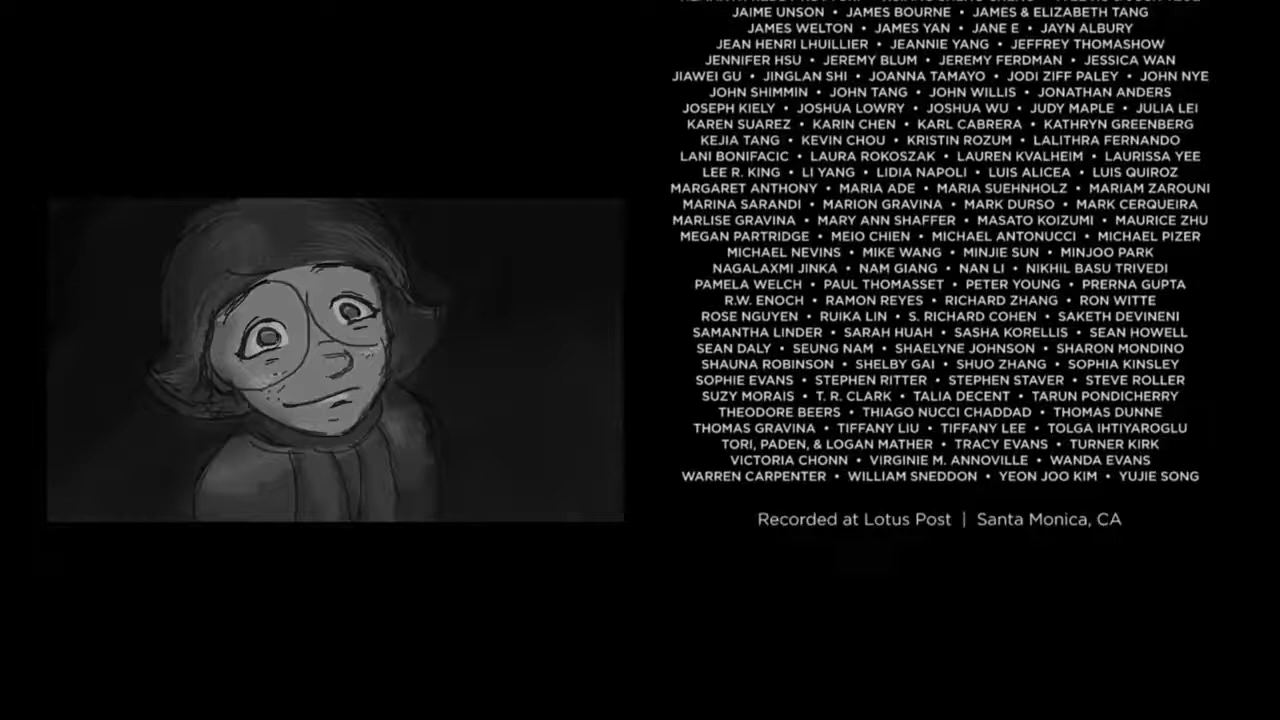 JAIME UNSON • JAMES BOURNE • JAMES & ELIZABETH TANG
JAMES WELTON • JAMES YAN • JANE E • JAYN ALBURY
JEAN HENRI LHUILLIER • JEANNIE YANG • JEFFREY THOMASHOW
JENNIFER HSU • JEREMY BLUM • JEREMY FERDMAN • JESSICA WAN
JIAWEI GU • JINGLAN SHI • JOANNA TAMAYO • JODI ZIFF PALEY • JOHN NYE
JOHN SHIMMIN • JOHN TANG • JOHN WILLIS • JONATHAN ANDERS
JOSEPH KIELY • JOSHUA LOWRY • JOSHUA WU • JUDY MAPLE • JULIA LEI
KAREN SUAREZ • KARIN CHEN • KARL CABRERA • KATHRYN GREENBERG
KEJIA TANG • KEVIN CHOU • KRISTIN ROZUM • LALITHRA FERNANDO
LANI BONIFACIC • LAURA ROKOSZAK • LAUREN KVALHEIM • LAURISSA YEE
LEE R. KING • LI YANG • LIDIA NAPOLI • LUIS ALICEA • LUIS QUIROZ
MARGARET ANTHONY • MARIA ADE • MARIA SUEHNHOLZ • MARIAM ZAROUNI
MARINA SARANDI • MARION GRAVINA • MARK DURSO • MARK CERQUEIRA
MARLISE GRAVINA • MARY ANN SHAFFER • MASATO KOIZUMI • MAURICE ZHU
MEGAN PARTRIDGE • MEIO CHIEN • MICHAEL ANTONUCCI • MICHAEL PIZER
MICHAEL NEVINS • MIKE WANG • MINJIE SUN • MINJOO PARK
NAGALAXMI JINKA • NAM GIANG • NAN LI • NIKHIL BASU TRIVEDI
PAMELA WELCH • PAUL THOMASSET • PETER YOUNG • PRERNA GUPTA
R.W. ENOCH • RAMON REYES • RICHARD ZHANG • RON WITTE
ROSE NGUYEN • RUIKA LIN • S. RICHARD COHEN • SAKETH DEVINENI
SAMANTHA LINDER • SARAH HUAH • SASHA KORELLIS • SEAN HOWELL
SEAN DALY • SEUNG NAM • SHAELYNE JOHNSON • SHARON MONDINO
SHAUNA ROBINSON • SHELBY GAI • SHUO ZHANG • SOPHIA KINSLEY
SOPHIE EVANS • STEPHEN RITTER • STEPHEN STAVER • STEVE ROLLER
SUZY MORAIS • T. R. CLARK • TALIA DECENT • TARUN PONDICHERRY
THEODORE BEERS • THIAGO NUCCI CHADDAD • THOMAS DUNNE
THOMAS GRAVINA • TIFFANY LIU • TIFFANY LEE • TOLGA IHTIYAROGLU
TORI, PADEN, & LOGAN MATHER • TRACY EVANS • TURNER KIRK
VICTORIA CHONN • VIRGINIE M. ANNOVILLE • WANDA EVANS
WARREN CARPENTER • WILLIAM SNEDDON • YEON JOO KIM • YUJIE SONG
Recorded at Lotus Post | Santa Monica, CA